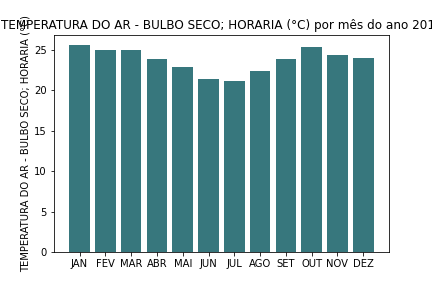 TEMPERATURA DO AR - BULBO SECO; HORARIA (°C) por mês do ano 201
TEMPERATURA DO AR - BULBO SECO; HORARIA (°C)
25
20
15
10
5
0
JAN FEV MAR ABR MAI JUN JUL AGO SET OUT NOV DEZ